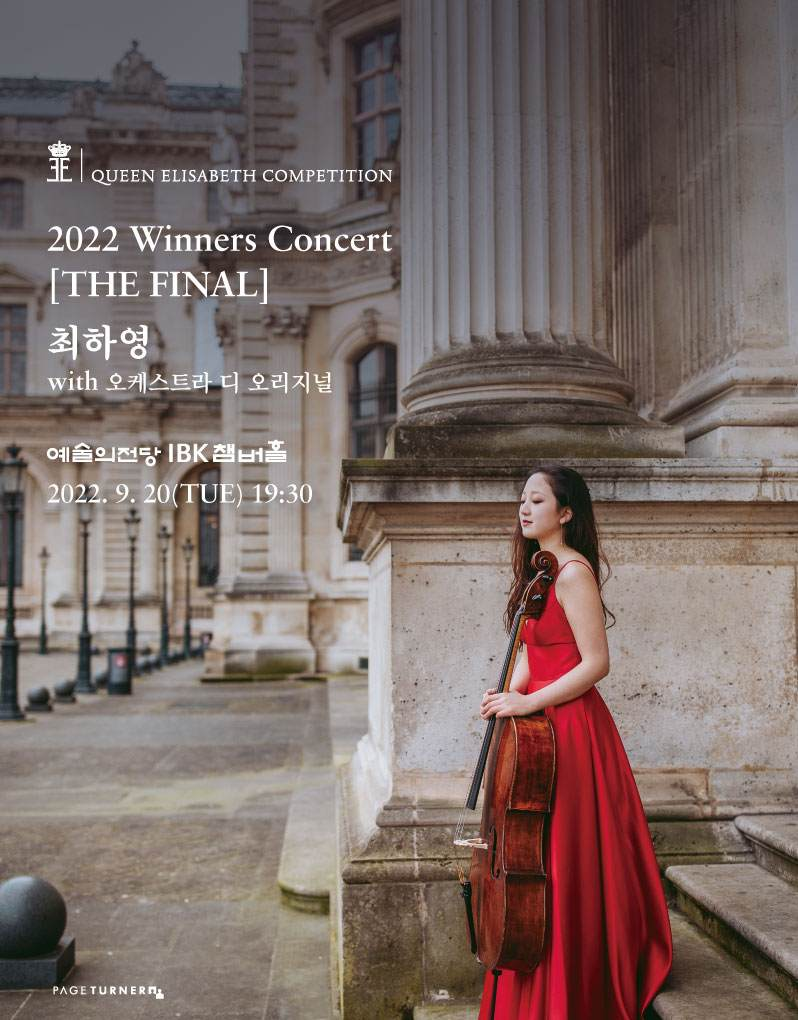 QUEEN ELISABETH COMPETITION
2022 Winners Concert
[THE FINAL]
최하영
with 오케스트라 디 오리지널
예술의전당 IBK챔버홀
2022. 9. 20(TUE) 19:30
PAGETURNER